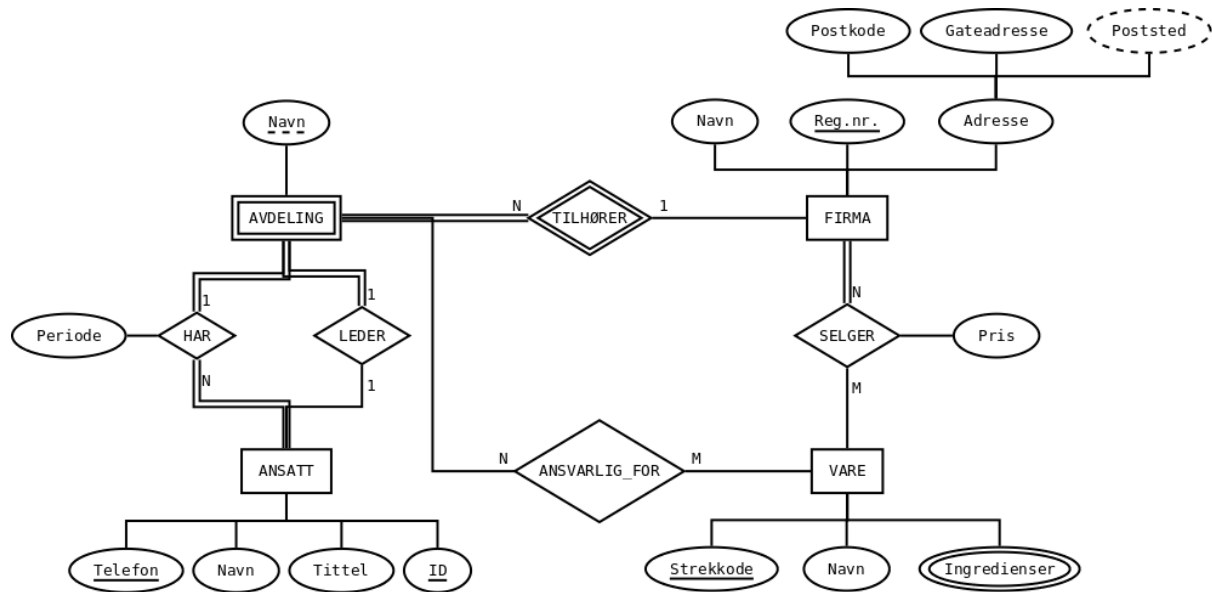 Postkode
Gateadresse
Poststed
Navn
Navn
Reg.nr.
Adresse
AVDELING
N
TILHØRER
1
FIRMA
1
1
N
Periode
HAR
LEDER
SELGER
Pris
N
1
M
N
ANSVARLIG_FOR
M
ANSATT
VARE
Telefon
Navn
Tittel
ID
Strekkode
Navn
Ingredienser